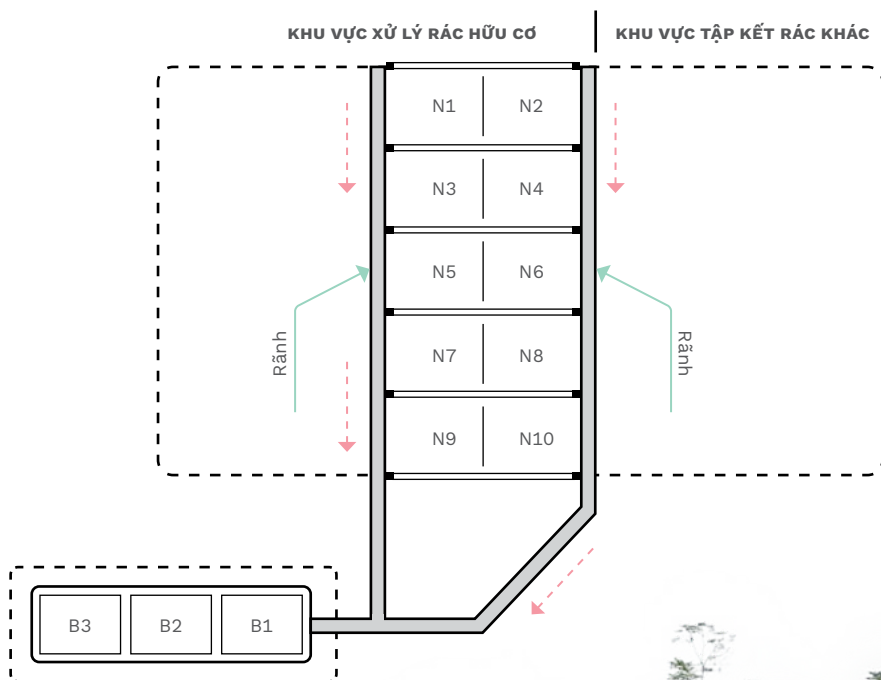 KHU VỰC XỬ LÝ RÁC HỮU CƠ
KHU VỰC TẬP KẾT RÁC KHÁC
N1
N2
N3
N4
N5
N6
Rãnh
Rãnh
N7
N8
N9
N10
B3
B2
B1